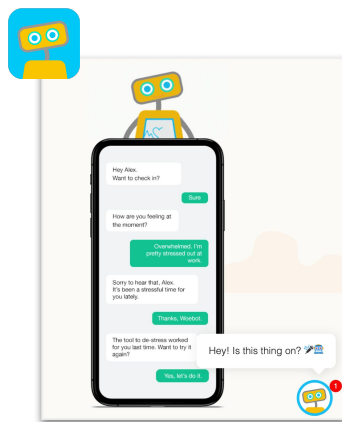 Hey Alex.
Want to check in?
Sure
How are you feeling at
the moment?
Overwhelmed. I'm
pretty stressed out at
work.
Sorry to hear that, Alex.
It's been a stressful time for
you lately.
Thanks, Woebot.
The tool to de-stress worked
for you last time. Want to try it
again?
Yes, let's do it.
Hey! Is this thing on? 🎤🤖
1